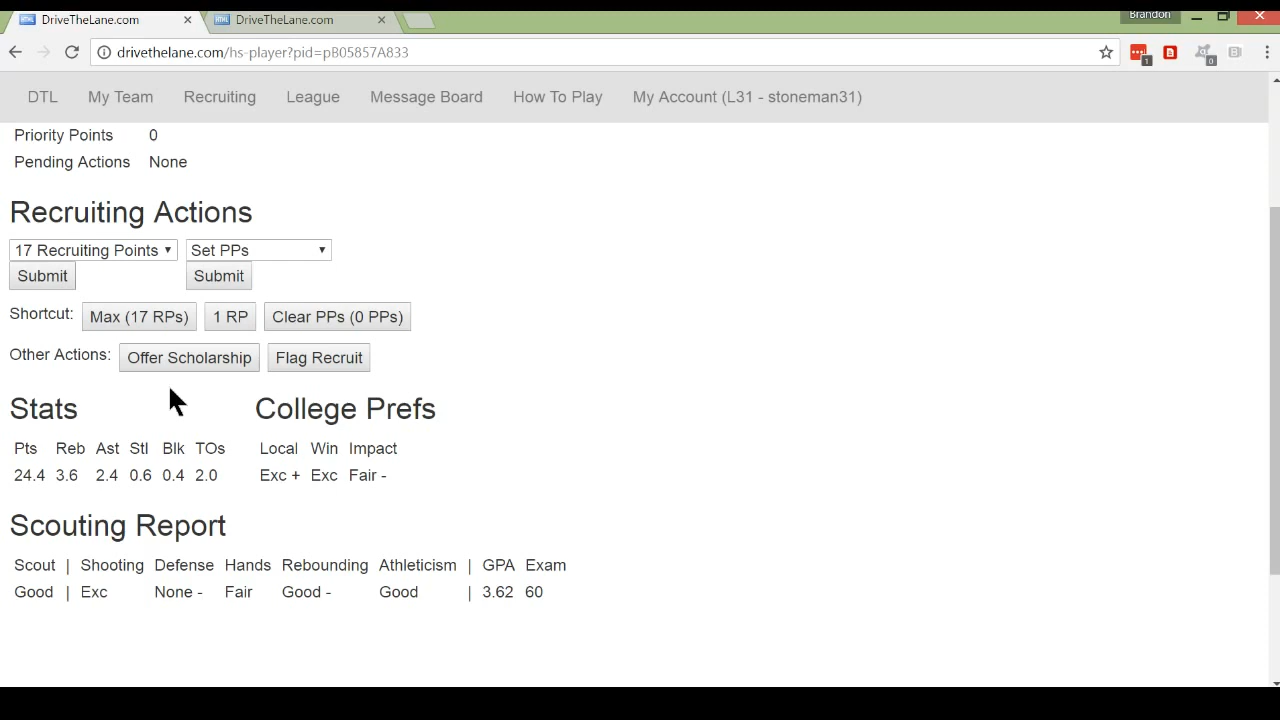 DriveTheLane.com DriveTheLane.com Brandon
drivethelane.com/hs-player?pid=pB05857A833 1 0
DTL My Team Recruiting League Message Board How To Play My Account (L31 - stoneman31)
Priority Points 0
Pending Actions None
Recruiting Actions
17 Recruiting Points Set PPs
Submit Submit
Shortcut: Max (17 RPs) 1 RP Clear PPs (0 PPs)
Other Actions: Offer Scholarship Flag Recruit
Stats College Prefs
Pts Reb Ast Stl Blk TOs Local Win Impact
24.4 3.6 2.4 0.6 0.4 2.0 Exc + Exc Fair -
Scouting Report
Scout | Shooting Defense Hands Rebounding Athleticism | GPA Exam
Good | Exc None - Fair Good - Good | 3.62 60